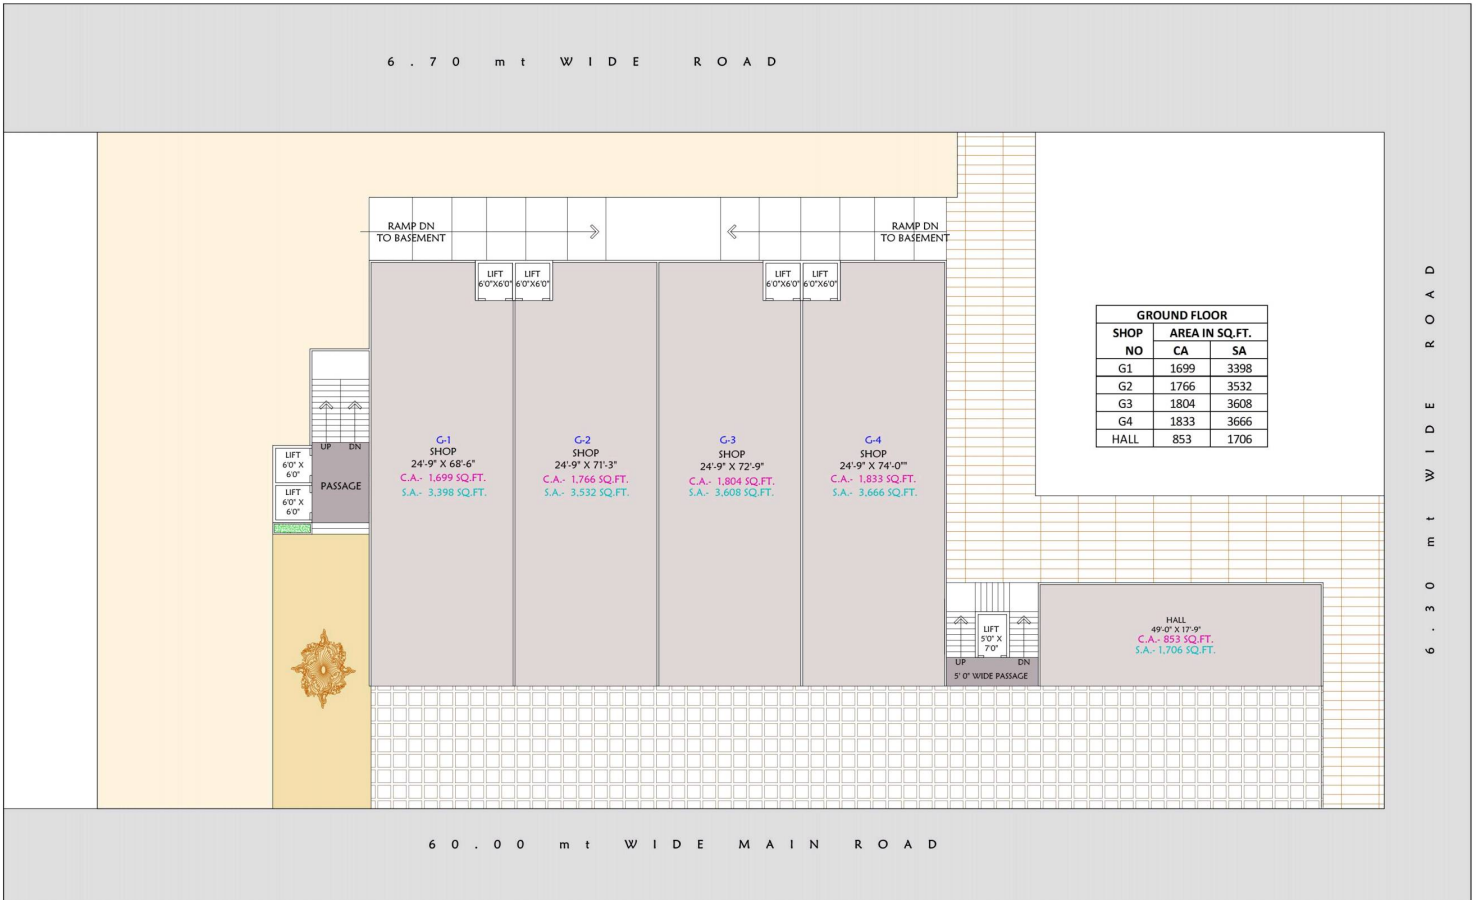 6.70 mt WIDE ROAD
RAMP DN
TO BASEMENT
RAMP DN
TO BASEMENT
LIFT
6'0"X6'0"
LIFT
6'0"X6'0"
LIFT
6'0"X6'0"
LIFT
6'0"X6'0"
GROUND FLOOR
SHOP NO AREA IN SQ.FT.
CA SA
G1 1699 3398
G2 1766 3532
G3 1804 3608
G4 1833 3666
HALL 853 1706
6.30 mt WIDE ROAD
UP DN
LIFT
6'0" X
6'0"
LIFT
6'0" X
6'0"
PASSAGE
G-1
SHOP
24'-9" X 68'-6"
C.A.- 1,699 SQ.FT.
S.A.- 3,398 SQ.FT.
G-2
SHOP
24'-9" X 71'-3"
C.A.- 1,766 SQ.FT.
S.A.- 3,532 SQ.FT.
G-3
SHOP
24'-9" X 72'-9"
C.A.- 1,804 SQ.FT.
S.A.- 3,608 SQ.FT.
G-4
SHOP
24'-9" X 74'-0""
C.A.- 1,833 SQ.FT.
S.A.- 3,666 SQ.FT.
LIFT
5'0" X
7'0"
UP DN
5' 0" WIDE PASSAGE
HALL
49'-0" X 17'-9"
C.A.- 853 SQ.FT.
S.A.- 1,706 SQ.FT.
60.00 mt WIDE MAIN ROAD